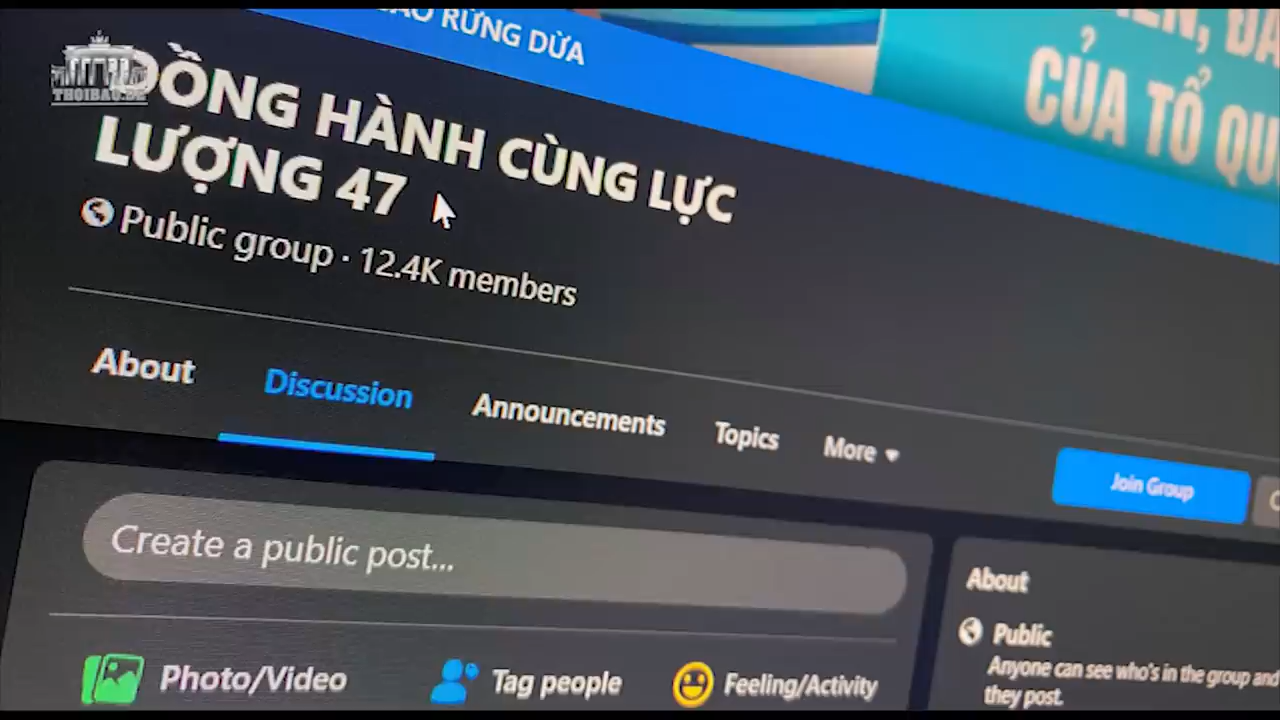 RỪNG DỪA
CỦA TỔ
THOIBAO.DE
ĐỒNG HÀNH CÙNG LỰC
LƯỢNG 47
Public group · 12.4K members
About
Discussion
Announcements
Topics
More
Join Group
Create a public post...
About
Public
Anyone can see who's in the group and
they post.
Photo/Video
Tag people
Feeling/Activity